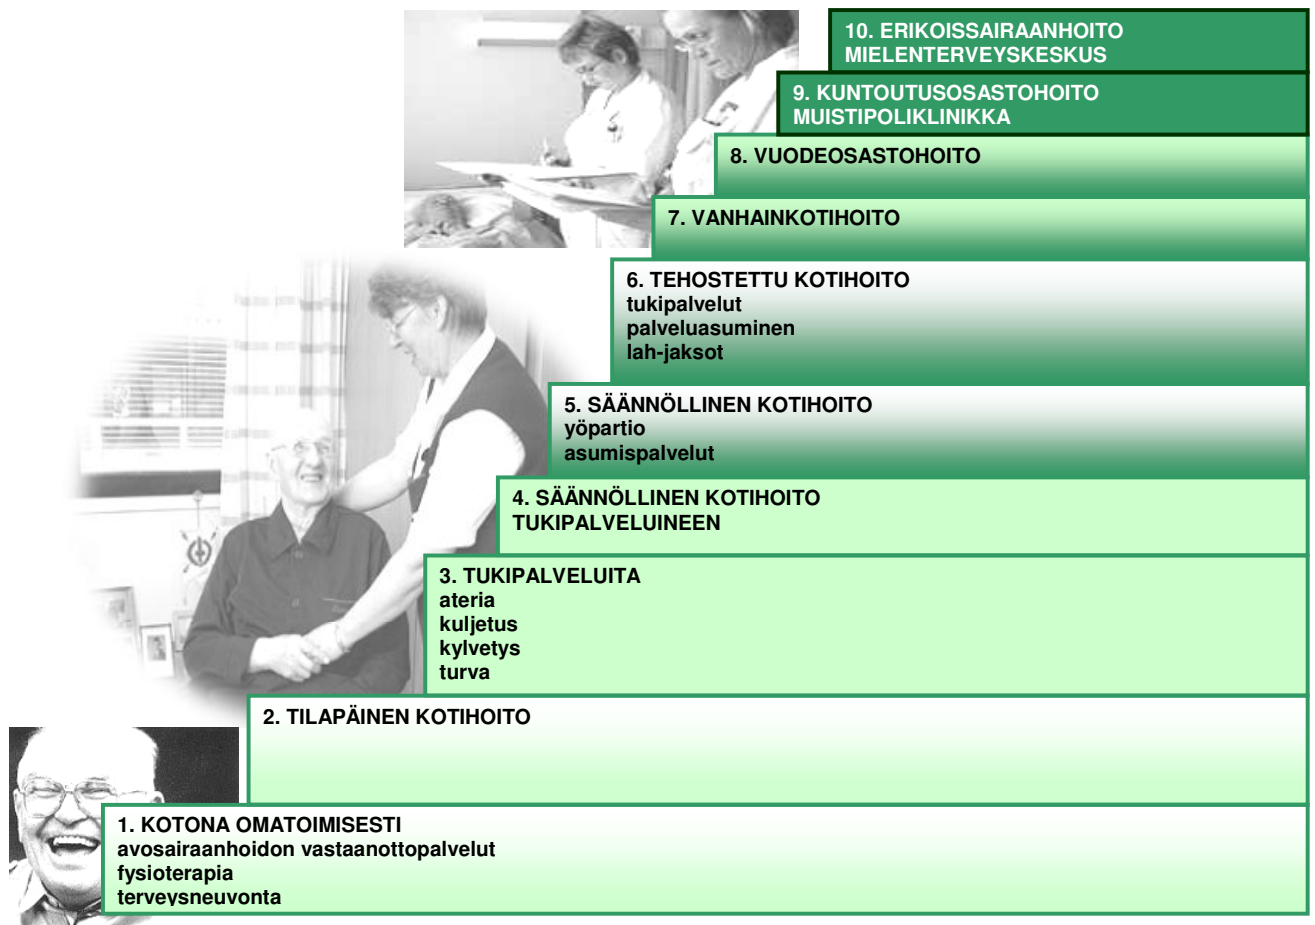 10. ERIKOISSAIRAANHOITO
MIELENTERVEYSKESKUS
9. KUNTOUTUSOSASTOHOITO
MUISTIPOLIKLINIKKA
8. VUODEOSASTOHOITO
7. VANHAINKOTIHOITO
6. TEHOSTETTU KOTIHOITO
tukipalvelut
palveluasuminen
lah-jaksot
5. SÄÄNNÖLLINEN KOTIHOITO
yöpartio
asumispalvelut
4. SÄÄNNÖLLINEN KOTIHOITO
TUKIPALVELUINEEN
3. TUKIPALVELUITA
ateria
kuljetus
kylvetys
turva
2. TILAPÄINEN KOTIHOITO
1. KOTONA OMATOIMISESTI
avosairaanhoidon vastaanottopalvelut
fysioterapia
terveysneuvonta